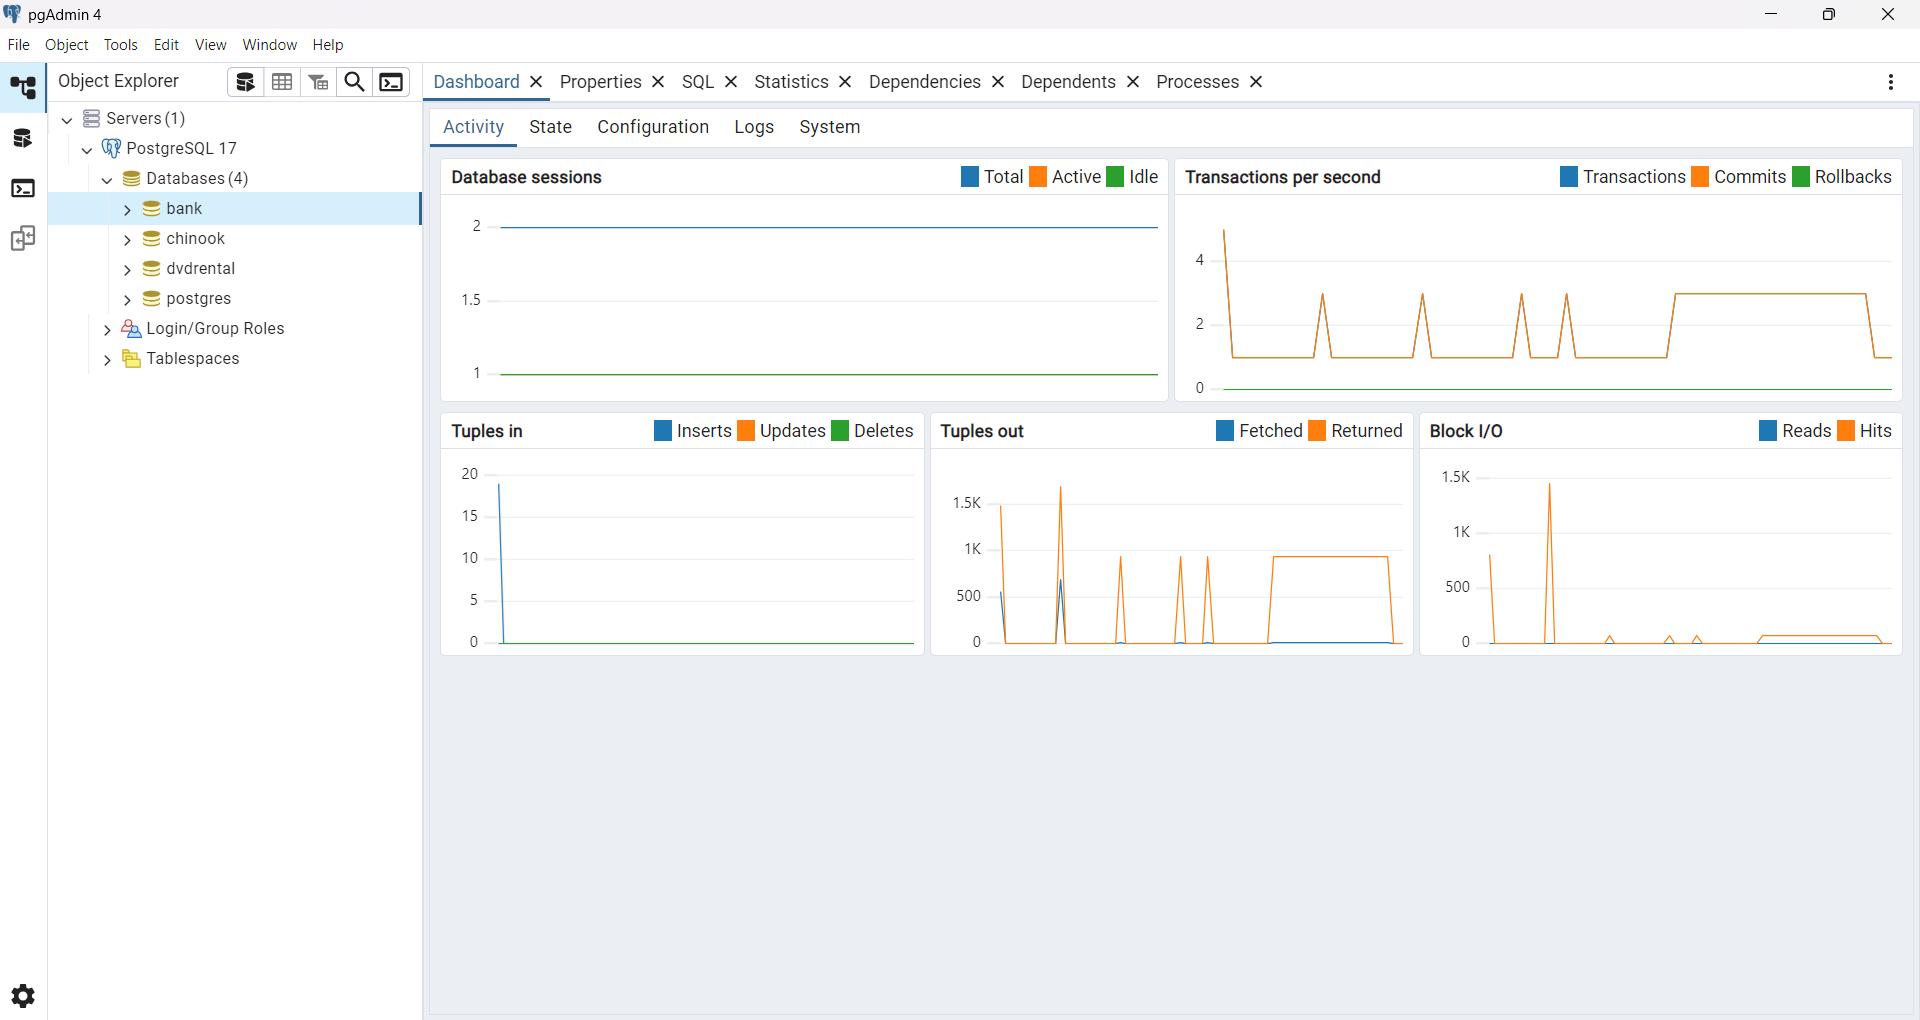 pgAdmin 4
File Object Tools Edit View Window Help
Object Explorer
Servers (1)
PostgreSQL 17
Databases (4)
bank
chinook
dvdrental
postgres
Login/Group Roles
Tablespaces
Dashboard Properties SQL Statistics Dependencies Dependents Processes
Activity State Configuration Logs System
Database sessions Total Active Idle
2
1.5
1
Transactions per second Transactions Commits Rollbacks
4
2
0
Tuples in Inserts Updates Deletes
20
15
10
5
0
Tuples out Fetched Returned
1.5K
1K
500
0
Block I/O Reads Hits
1.5K
1K
500
0